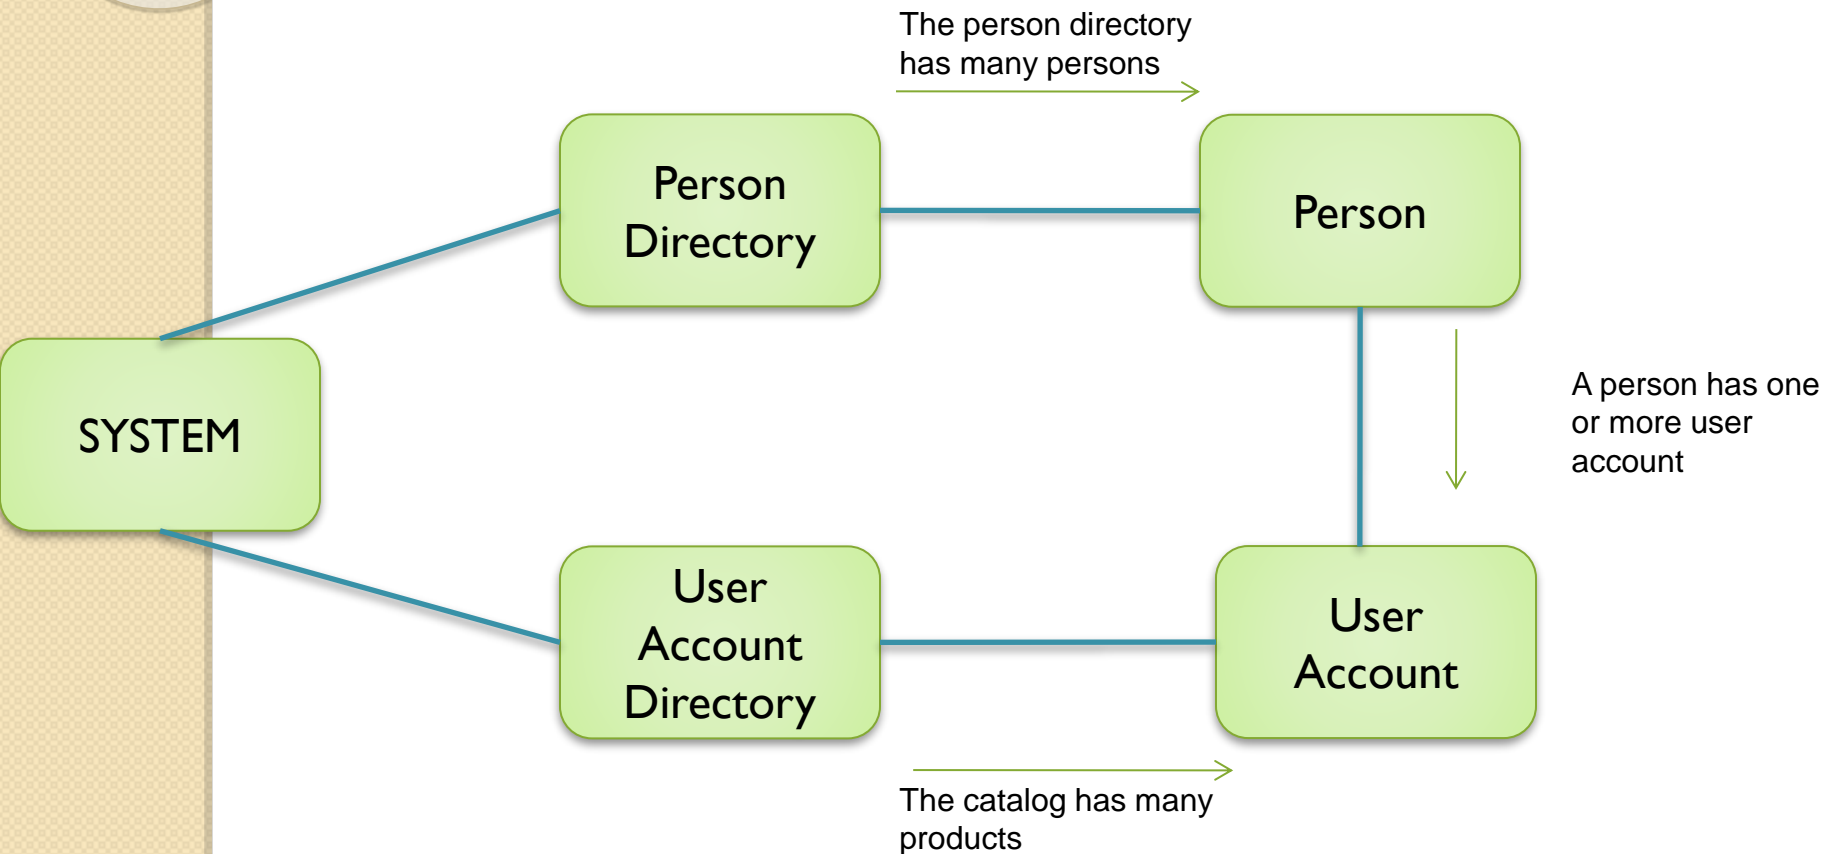 The person directory
has many persons
Person
Directory
Person
SYSTEM
A person has one
or more user
account
User
Account
Directory
User
Account
The catalog has many
products